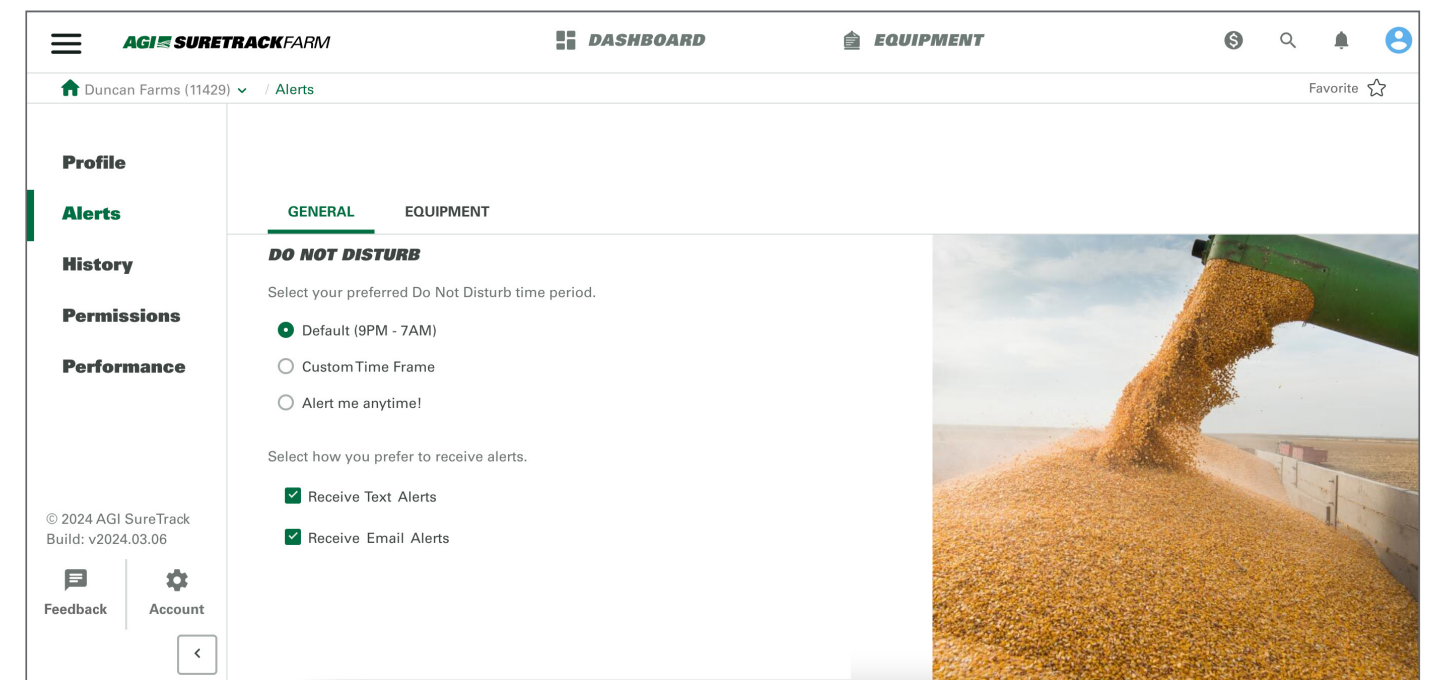 AGI SURETRACKFARM
DASHBOARD
EQUIPMENT
Duncan Farms (11429) / Alerts
Favorite
Profile
Alerts
History
Permissions
Performance
GENERAL
EQUIPMENT
DO NOT DISTURB
Select your preferred Do Not Disturb time period.
Default (9PM - 7AM)
Custom Time Frame
Alert me anytime!
Select how you prefer to receive alerts.
Receive Text Alerts
Receive Email Alerts
© 2024 AGI SureTrack
Build: v2024.03.06
Feedback
Account